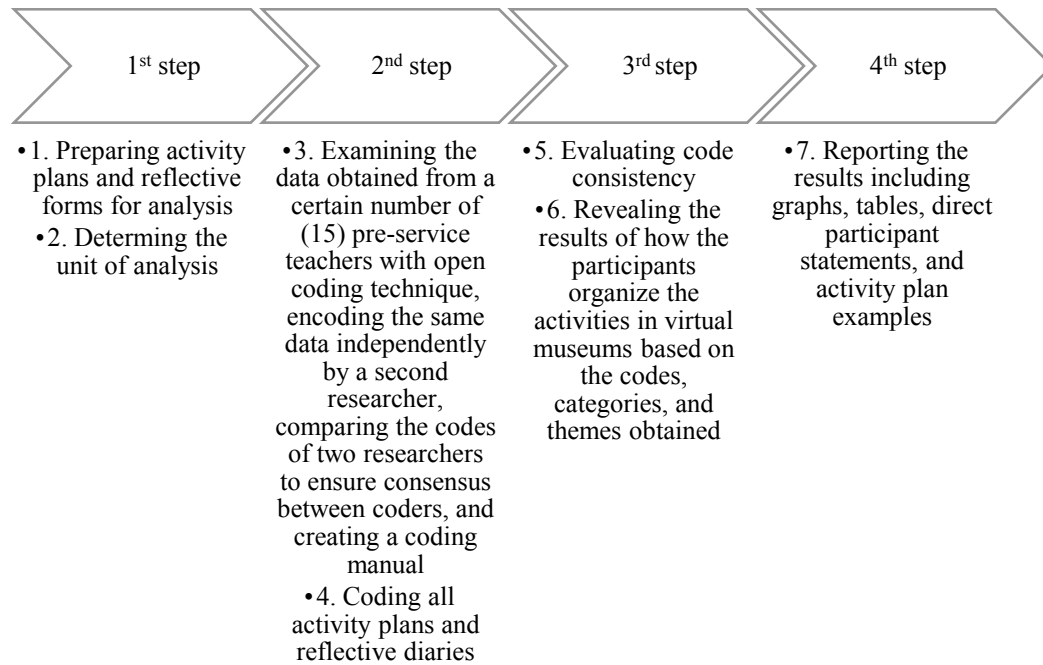 1st step
2nd step
3rd step
4th step
•1. Preparing activity
plans and reflective
forms for analysis
•2. Determing the
unit of analysis
•3. Examining the
data obtained from a
certain number of
(15) pre-service
teachers with open
coding technique,
encoding the same
data independently
by a second
researcher,
comparing the codes
of two researchers
to ensure consensus
between coders, and
creating a coding
manual
•4. Coding all
activity plans and
reflective diaries
•5. Evaluating code
consistency
•6. Revealing the
results of how the
participants
organize the
activities in virtual
museums based on
the codes,
categories, and
themes obtained
•7. Reporting the
results including
graphs, tables, direct
participant
statements, and
activity plan
examples